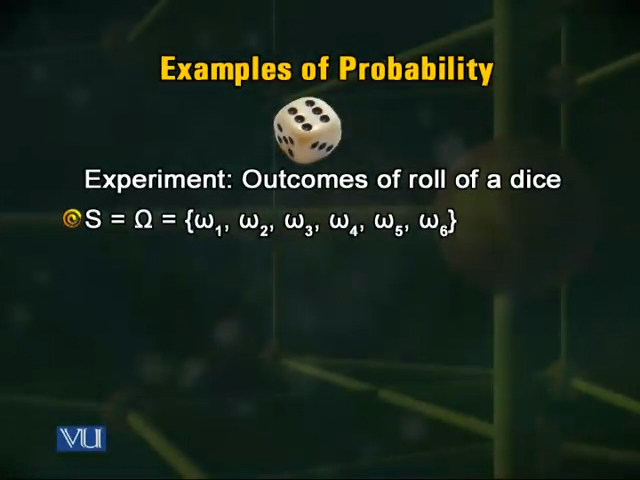 Examples of Probability
Experiment: Outcomes of roll of a dice
S = Ω = {ω₁, ω₂, ω₃, ω₄, ω₅, ω₆}
VU